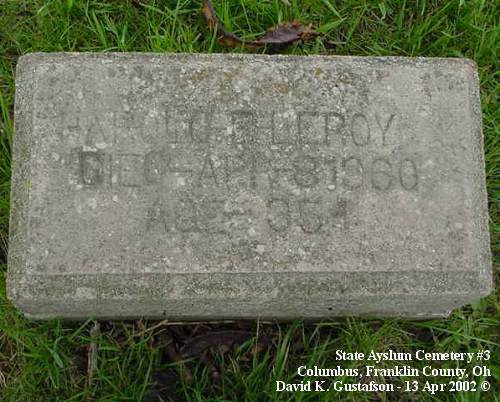 HAROLD E LEROY
DIED-APR-8 1960
AGE-35
State Ayslum Cemetery #3
Columbus, Franklin County, Oh
David K. Gustafson - 13 Apr 2002 ©